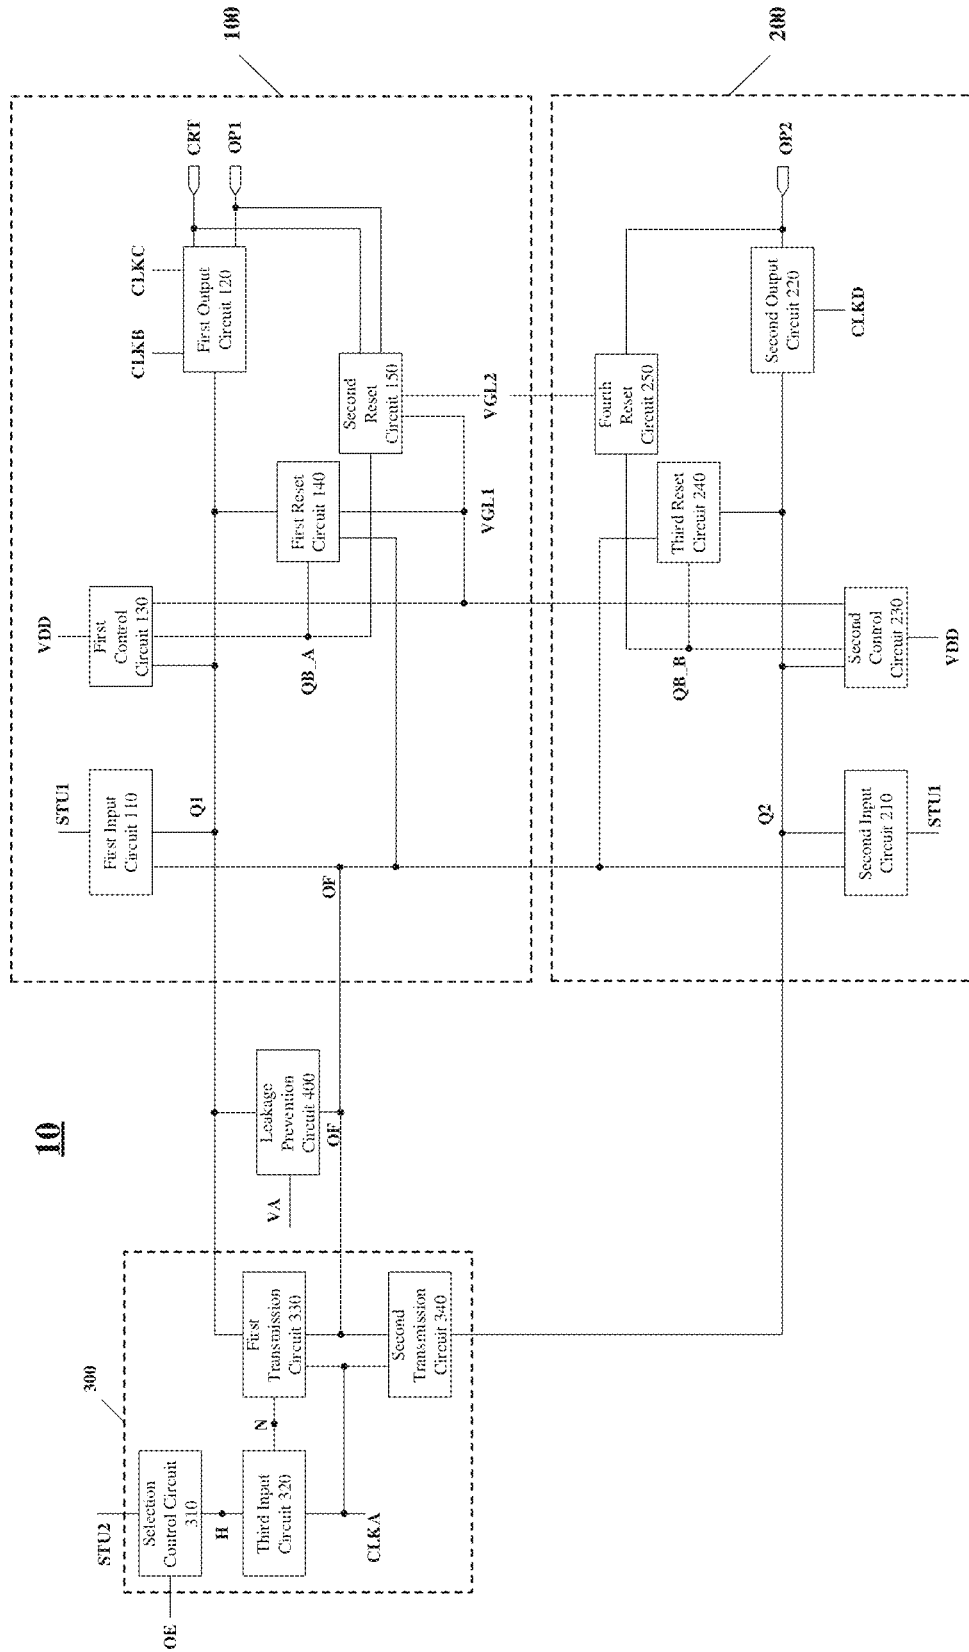 10
300
STU2
OE
Selection
Control Circuit
310
H
Third Input
Circuit 320
N
CLKA
First
Transmission
Circuit 330
Second
Transmission
Circuit 340
VA
Leakage
Prevention
Circuit 400
OF
OF
100
STU1
First Input
Circuit 110
Q1
VDD
First
Control
Circuit 130
QB_A
First Reset
Circuit 140
VGL1
Second
Reset
Circuit 150
VGL2
CLKB
CLKC
First Output
Circuit 120
CRT
OP1
200
Second Input
Circuit 210
STU1
Q2
Second
Control
Circuit 230
VDD
QB_B
Third Reset
Circuit 240
Fourth
Reset
Circuit 250
Second Output
Circuit 220
CLKD
OP2